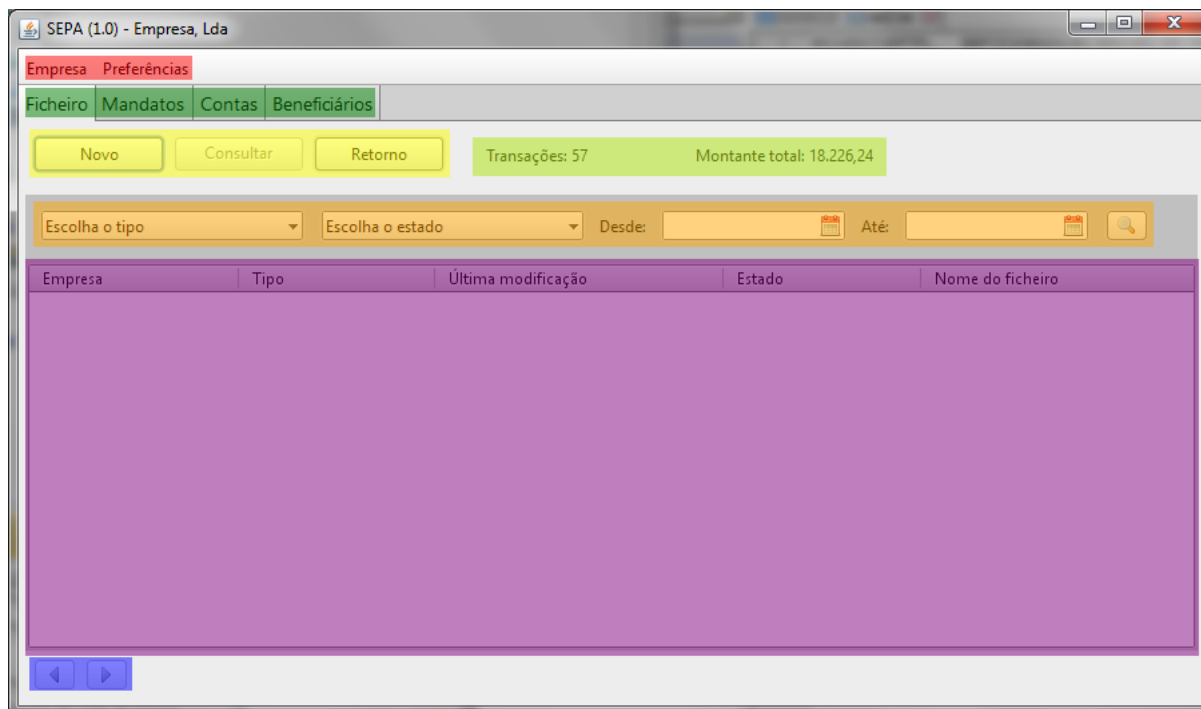 SEPA (1.0) - Empresa, Lda
Empresa Preferências
Ficheiro Mandatos Contas Beneficiários
Novo Consultar Retorno Transações: 57 Montante total: 18.226,24
Escolha o tipo Escolha o estado Desde: Até:
Empresa Tipo Última modificação Estado Nome do ficheiro